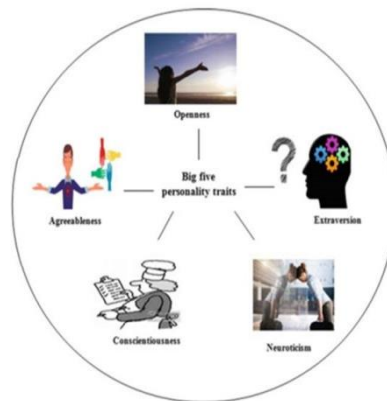 Openness
Big five
personality traits
Agreeableness
Extraversion
Conscientiousness
Neuroticism